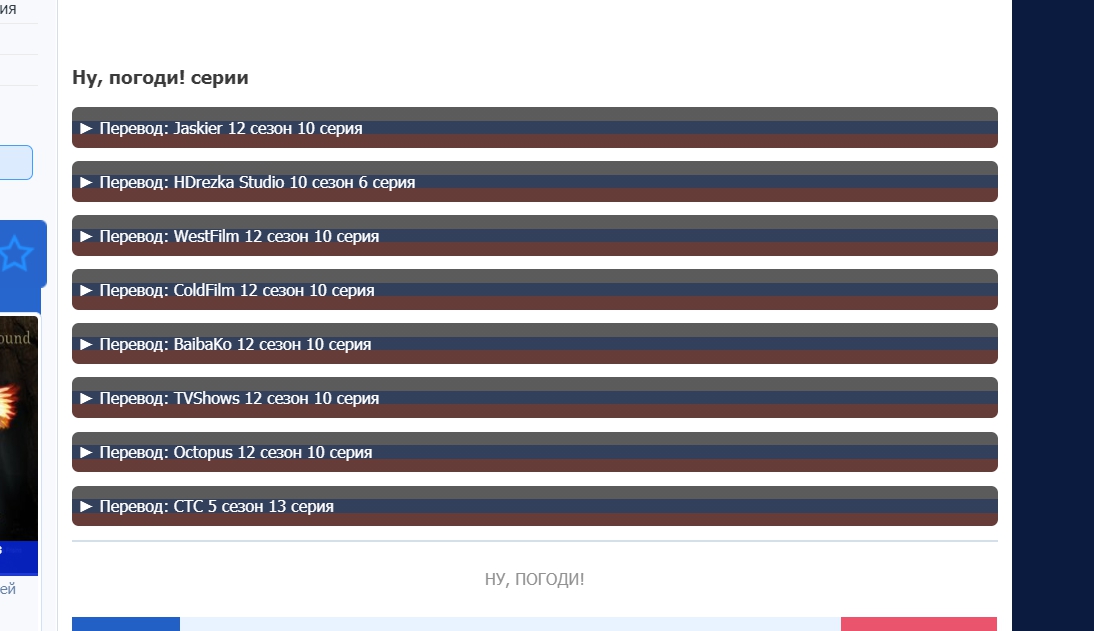 ия
Ну, погоди! серии
► Перевод: Jaskier 12 сезон 10 серия
► Перевод: HDrezka Studio 10 сезон 6 серия
► Перевод: WestFilm 12 сезон 10 серия
► Перевод: ColdFilm 12 сезон 10 серия
► Перевод: BaibaKo 12 сезон 10 серия
► Перевод: TVShows 12 сезон 10 серия
► Перевод: Octopus 12 сезон 10 серия
► Перевод: СТС 5 сезон 13 серия
ound
ей
НУ, ПОГОДИ!